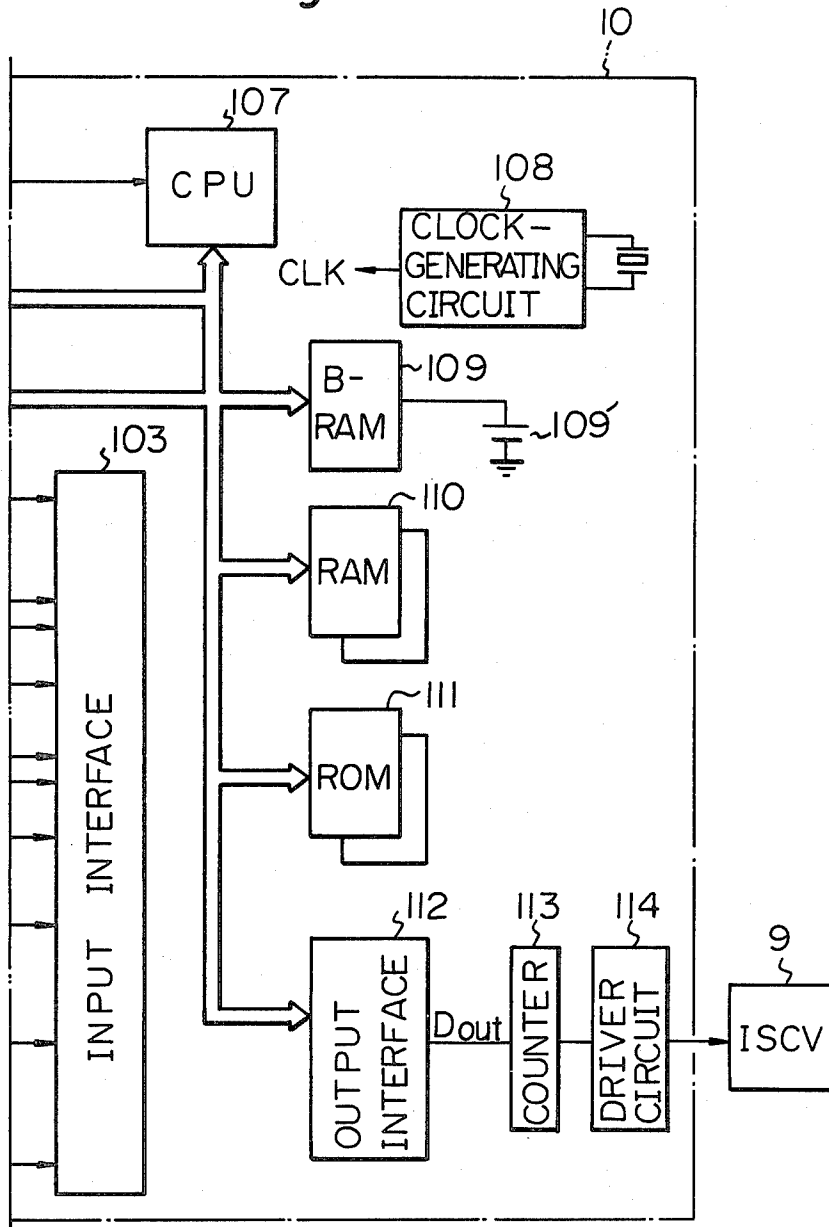 10
107
CPU
108
CLOCK-
GENERATING
CIRCUIT
CLK
B-
RAM
109
109'
103
INPUT INTERFACE
110
RAM
111
ROM
112
OUTPUT
INTERFACE
Dout
113
COUNTER
114
DRIVER
CIRCUIT
9
ISCV